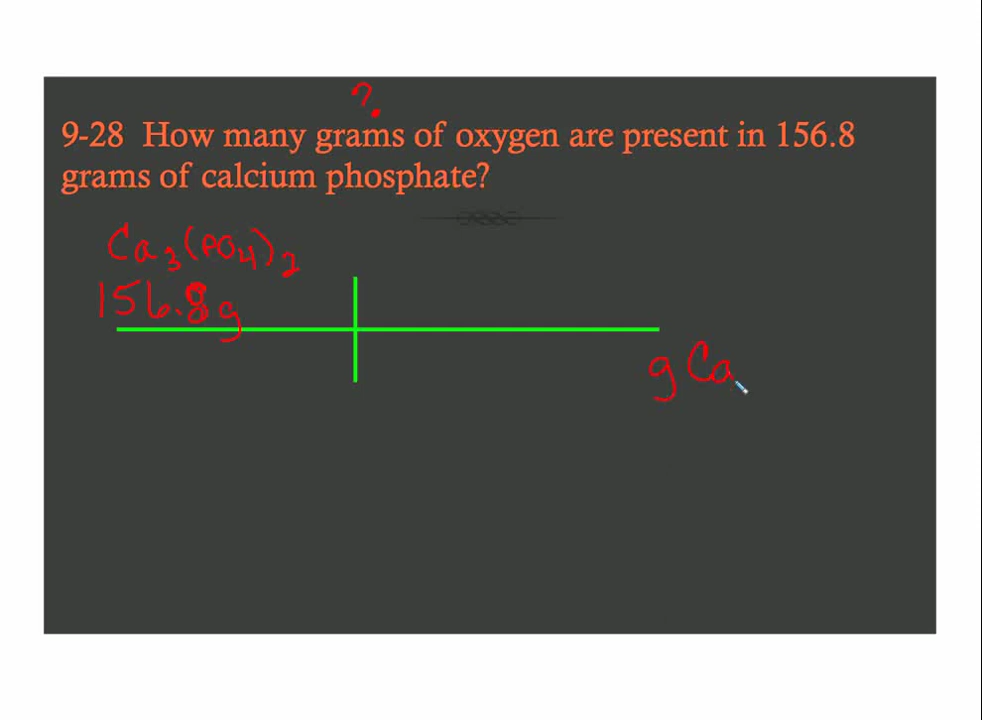 ?
9-28 How many grams of oxygen are present in 156.8
grams of calcium phosphate?
Ca₃(PO₄)₂
156.8g
g Ca